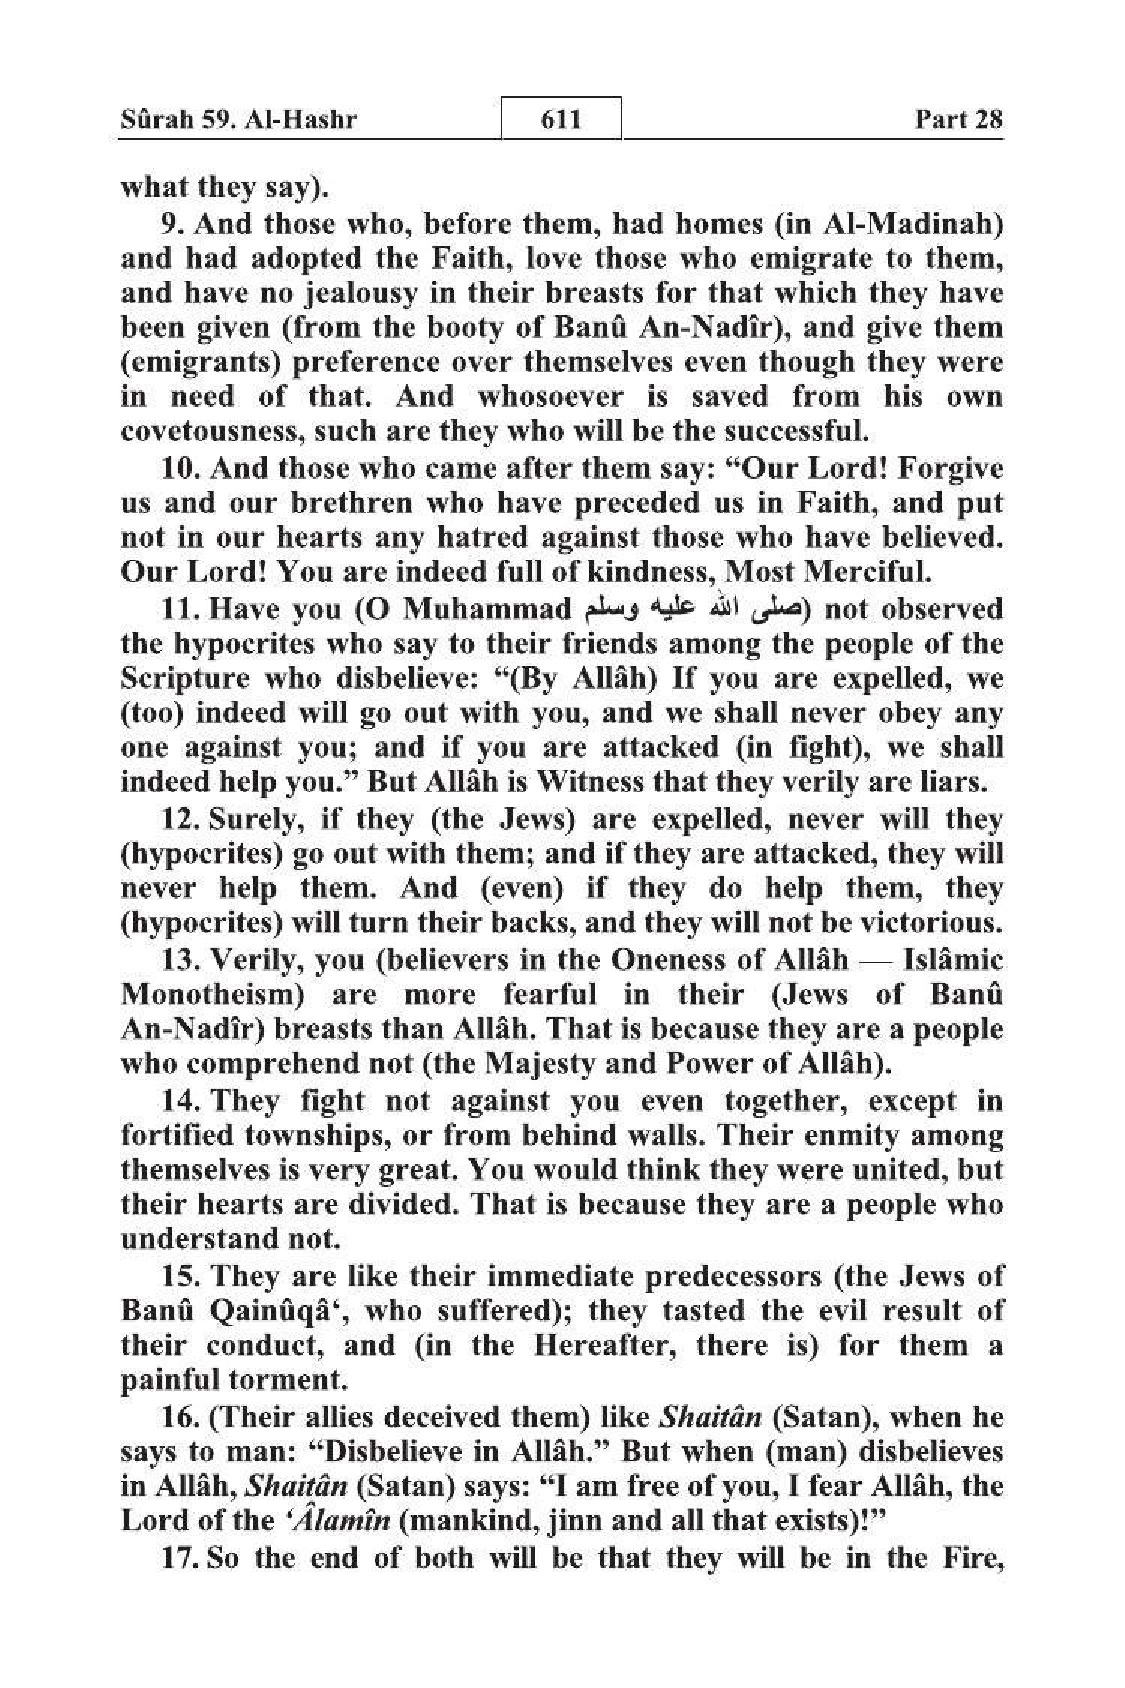 Sûrah 59. Al-Hashr 611 Part 28
what they say).
9. And those who, before them, had homes (in Al-Madinah)
and had adopted the Faith, love those who emigrate to them,
and have no jealousy in their breasts for that which they have
been given (from the booty of Banû An-Nadîr), and give them
(emigrants) preference over themselves even though they were
in need of that. And whosoever is saved from his own
covetousness, such are they who will be the successful.
10. And those who came after them say: “Our Lord! Forgive
us and our brethren who have preceded us in Faith, and put
not in our hearts any hatred against those who have believed.
Our Lord! You are indeed full of kindness, Most Merciful.
11. Have you (O Muhammad صلى الله عليه وسلم) not observed
the hypocrites who say to their friends among the people of the
Scripture who disbelieve: “(By Allâh) If you are expelled, we
(too) indeed will go out with you, and we shall never obey any
one against you; and if you are attacked (in fight), we shall
indeed help you.” But Allâh is Witness that they verily are liars.
12. Surely, if they (the Jews) are expelled, never will they
(hypocrites) go out with them; and if they are attacked, they will
never help them. And (even) if they do help them, they
(hypocrites) will turn their backs, and they will not be victorious.
13. Verily, you (believers in the Oneness of Allâh — Islâmic
Monotheism) are more fearful in their (Jews of Banû
An-Nadîr) breasts than Allâh. That is because they are a people
who comprehend not (the Majesty and Power of Allâh).
14. They fight not against you even together, except in
fortified townships, or from behind walls. Their enmity among
themselves is very great. You would think they were united, but
their hearts are divided. That is because they are a people who
understand not.
15. They are like their immediate predecessors (the Jews of
Banû Qainûqâ‘, who suffered); they tasted the evil result of
their conduct, and (in the Hereafter, there is) for them a
painful torment.
16. (Their allies deceived them) like Shaitân (Satan), when he
says to man: “Disbelieve in Allâh.” But when (man) disbelieves
in Allâh, Shaitân (Satan) says: “I am free of you, I fear Allâh, the
Lord of the ‘Âlamîn (mankind, jinn and all that exists)!”
17. So the end of both will be that they will be in the Fire,